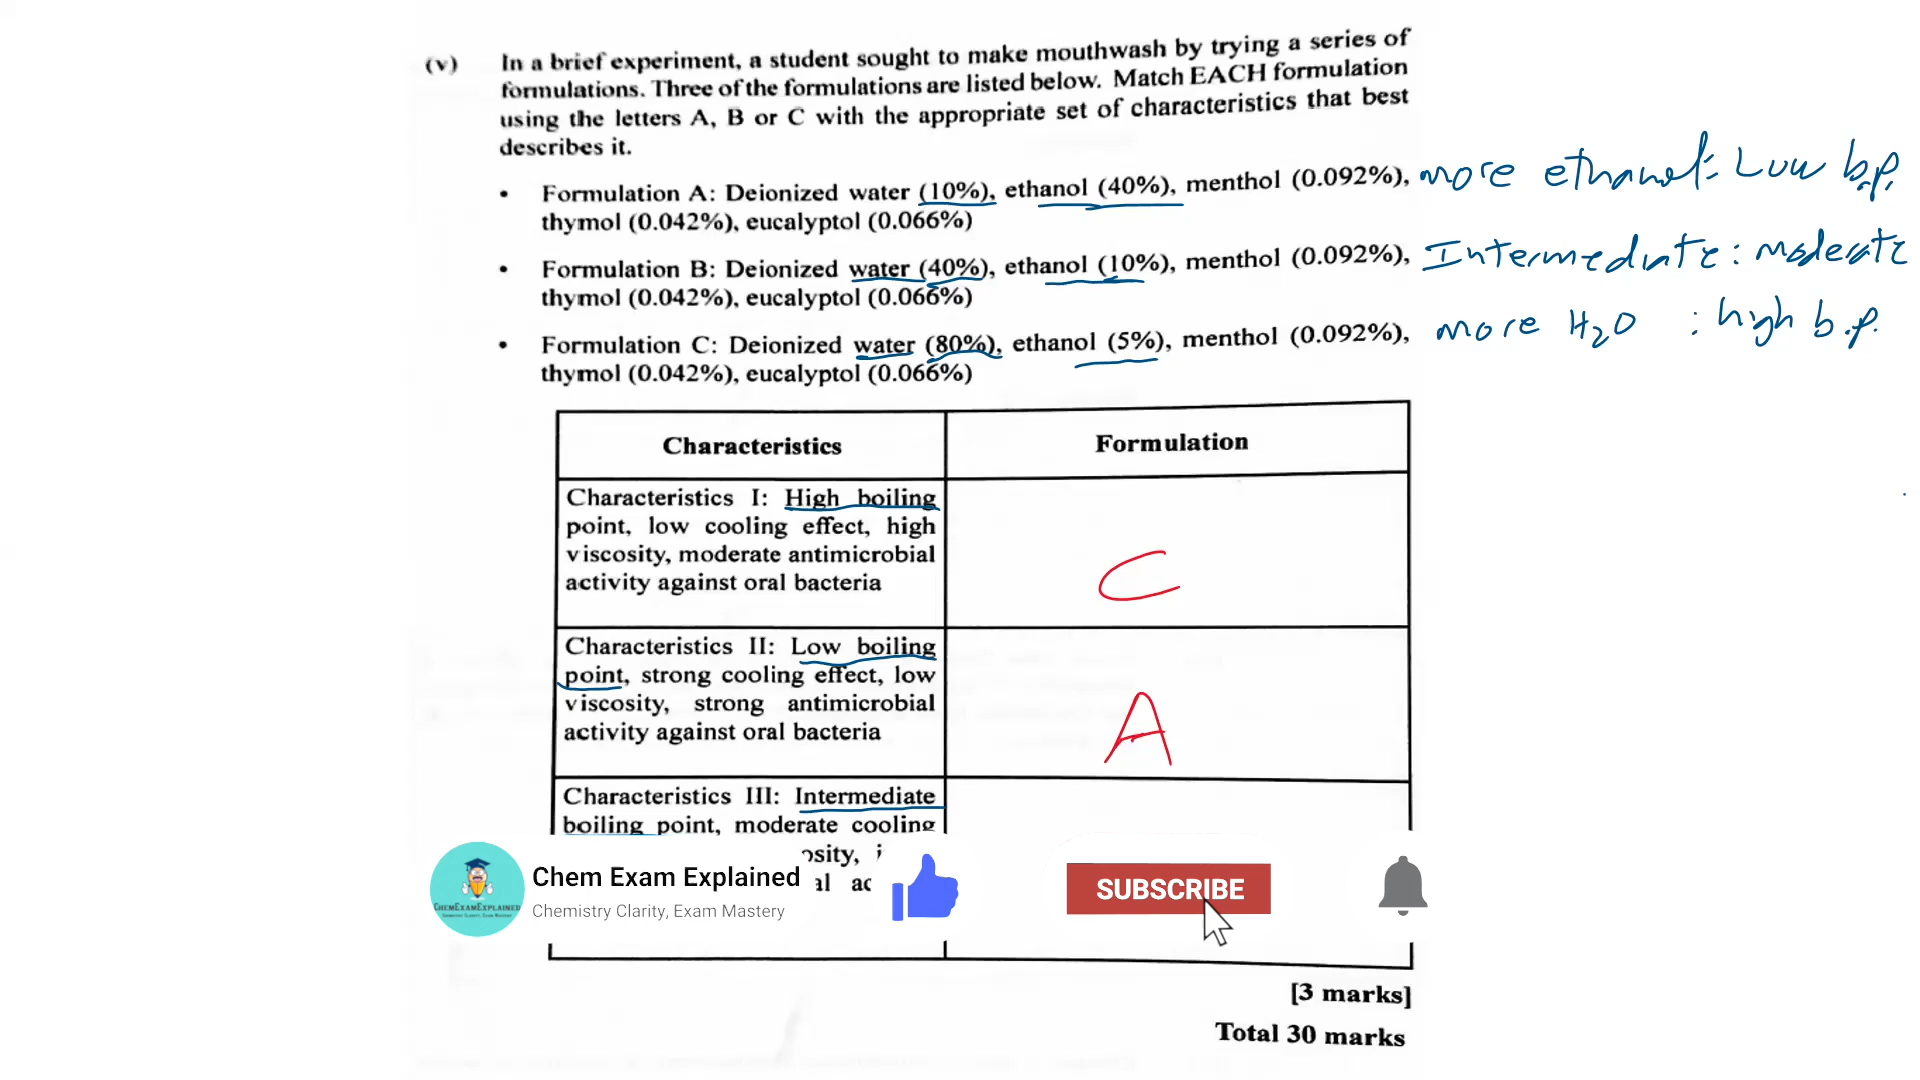 (v) In a brief experiment, a student sought to make mouthwash by trying a series of
formulations. Three of the formulations are listed below. Match EACH formulation
using the letters A, B or C with the appropriate set of characteristics that best
describes it.
• Formulation A: Deionized water (10%), ethanol (40%), menthol (0.092%),
thymol (0.042%), eucalyptol (0.066%)
more ethanol: Low b.p.
• Formulation B: Deionized water (40%), ethanol (10%), menthol (0.092%),
thymol (0.042%), eucalyptol (0.066%)
Intermediate: moderate
• Formulation C: Deionized water (80%), ethanol (5%), menthol (0.092%),
thymol (0.042%), eucalyptol (0.066%)
more H2O : high b.p.
Characteristics
Formulation
Characteristics I: High boiling
point, low cooling effect, high
viscosity, moderate antimicrobial
activity against oral bacteria
C
Characteristics II: Low boiling
point, strong cooling effect, low
viscosity, strong antimicrobial
activity against oral bacteria
A
Characteristics III: Intermediate
boiling point, moderate cooling
Chem Exam Explained
Chemistry Clarity, Exam Mastery
SUBSCRIBE
[3 marks]
Total 30 marks